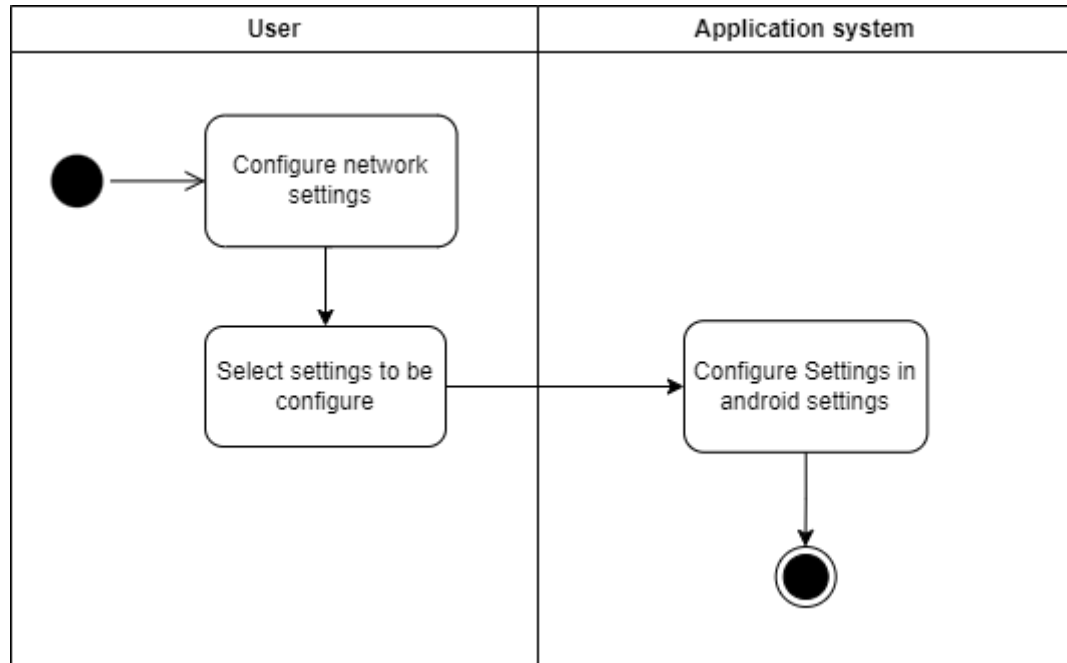 User
Application system
Configure network
settings
Select settings to be
configure
Configure Settings in
android settings